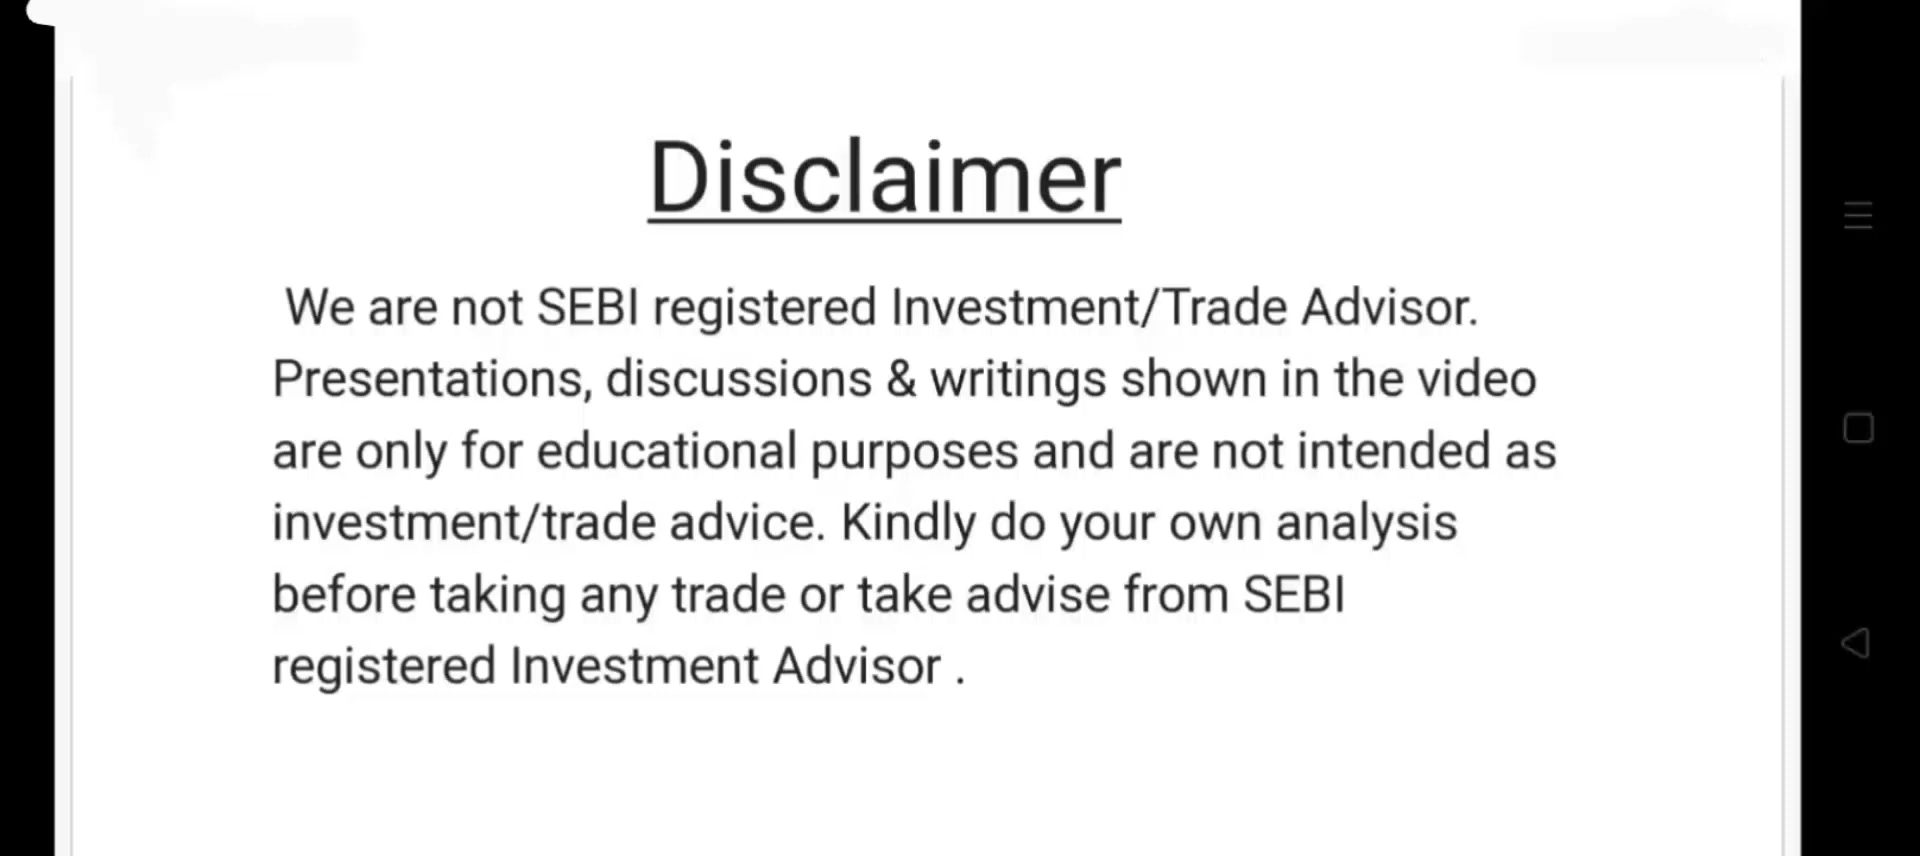 Disclaimer
We are not SEBI registered Investment/Trade Advisor.
Presentations, discussions & writings shown in the video
are only for educational purposes and are not intended as
investment/trade advice. Kindly do your own analysis
before taking any trade or take advise from SEBI
registered Investment Advisor .